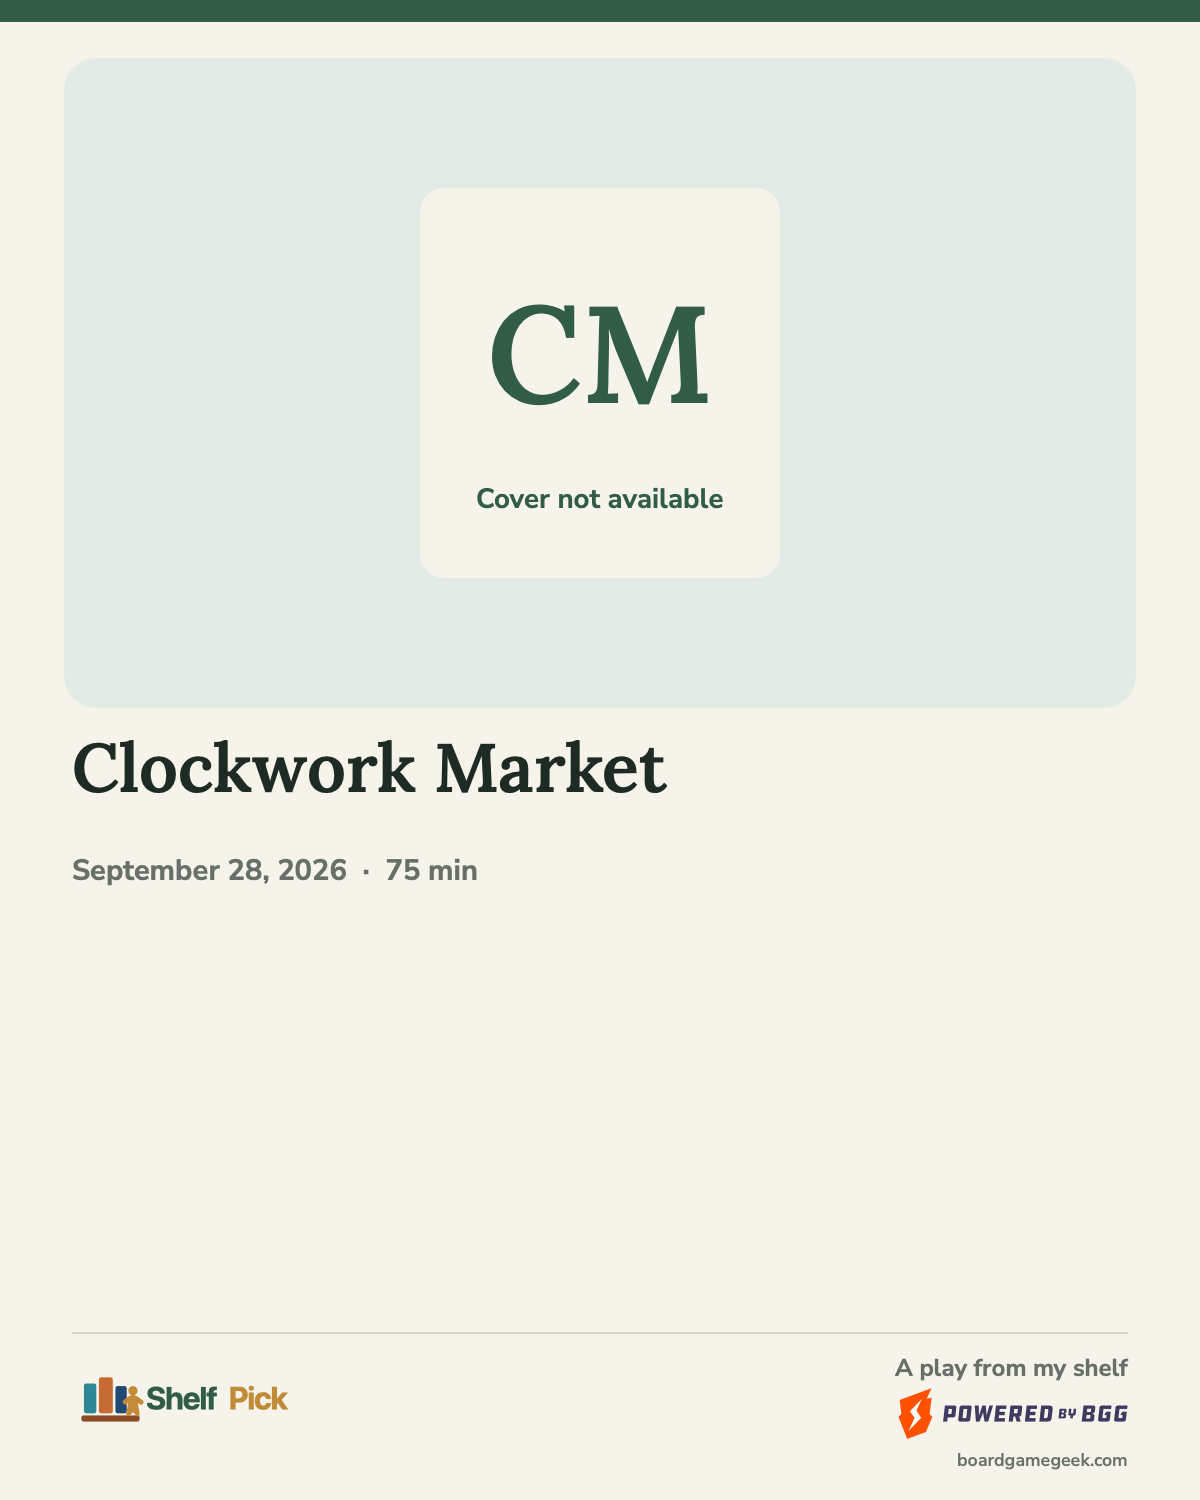 CM
Cover not available
Clockwork Market
September 28, 2026 · 75 min
Shelf Pick
A play from my shelf
POWERED BY BGG
boardgamegeek.com